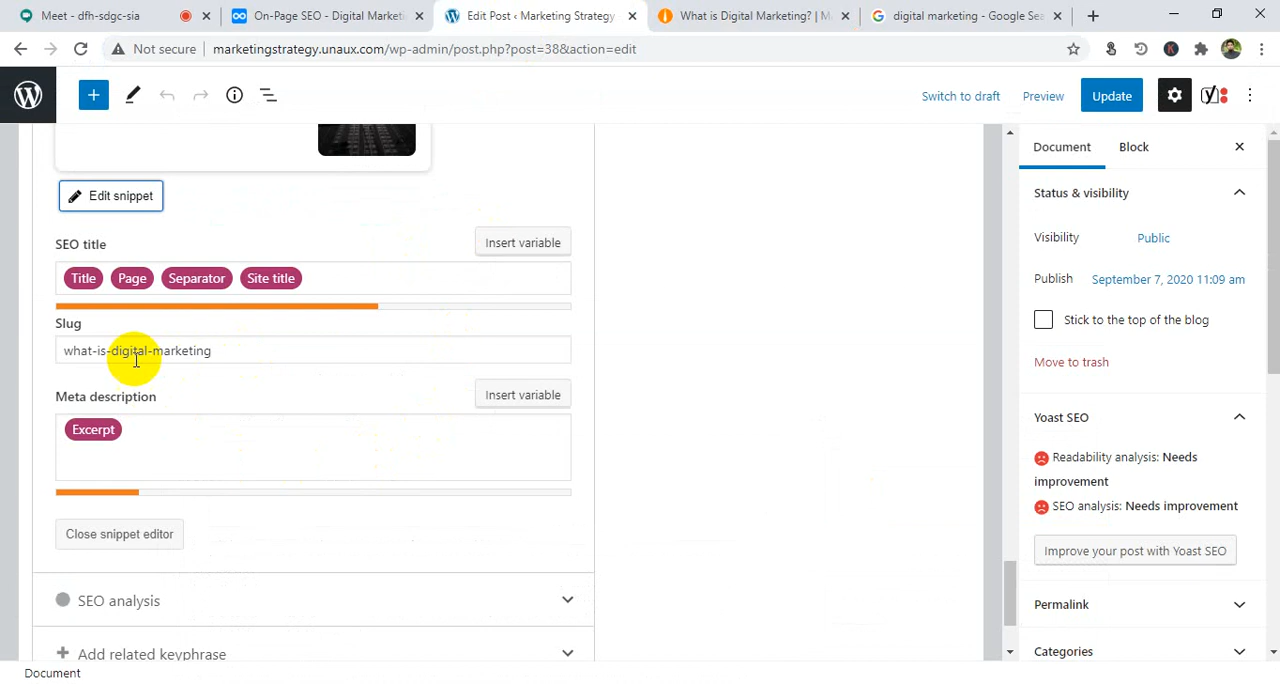 Meet - dfh-sdgc-sia
On-Page SEO - Digital Marketi
Edit Post ‹ Marketing Strategy
What is Digital Marketing? | M
digital marketing - Google Sea
Not secure
marketingstrategy.unaux.com/wp-admin/post.php?post=38&action=edit
K
Switch to draft
Preview
Update
Edit snippet
SEO title
Insert variable
Title
Page
Separator
Site title
Slug
what-is-digital-marketing
Meta description
Insert variable
Excerpt
Close snippet editor
SEO analysis
Add related keyphrase
Document
Document
Block
Status & visibility
Visibility
Public
Publish
September 7, 2020 11:09 am
Stick to the top of the blog
Move to trash
Yoast SEO
Readability analysis: Needs
improvement
SEO analysis: Needs improvement
Improve your post with Yoast SEO
Permalink
Categories